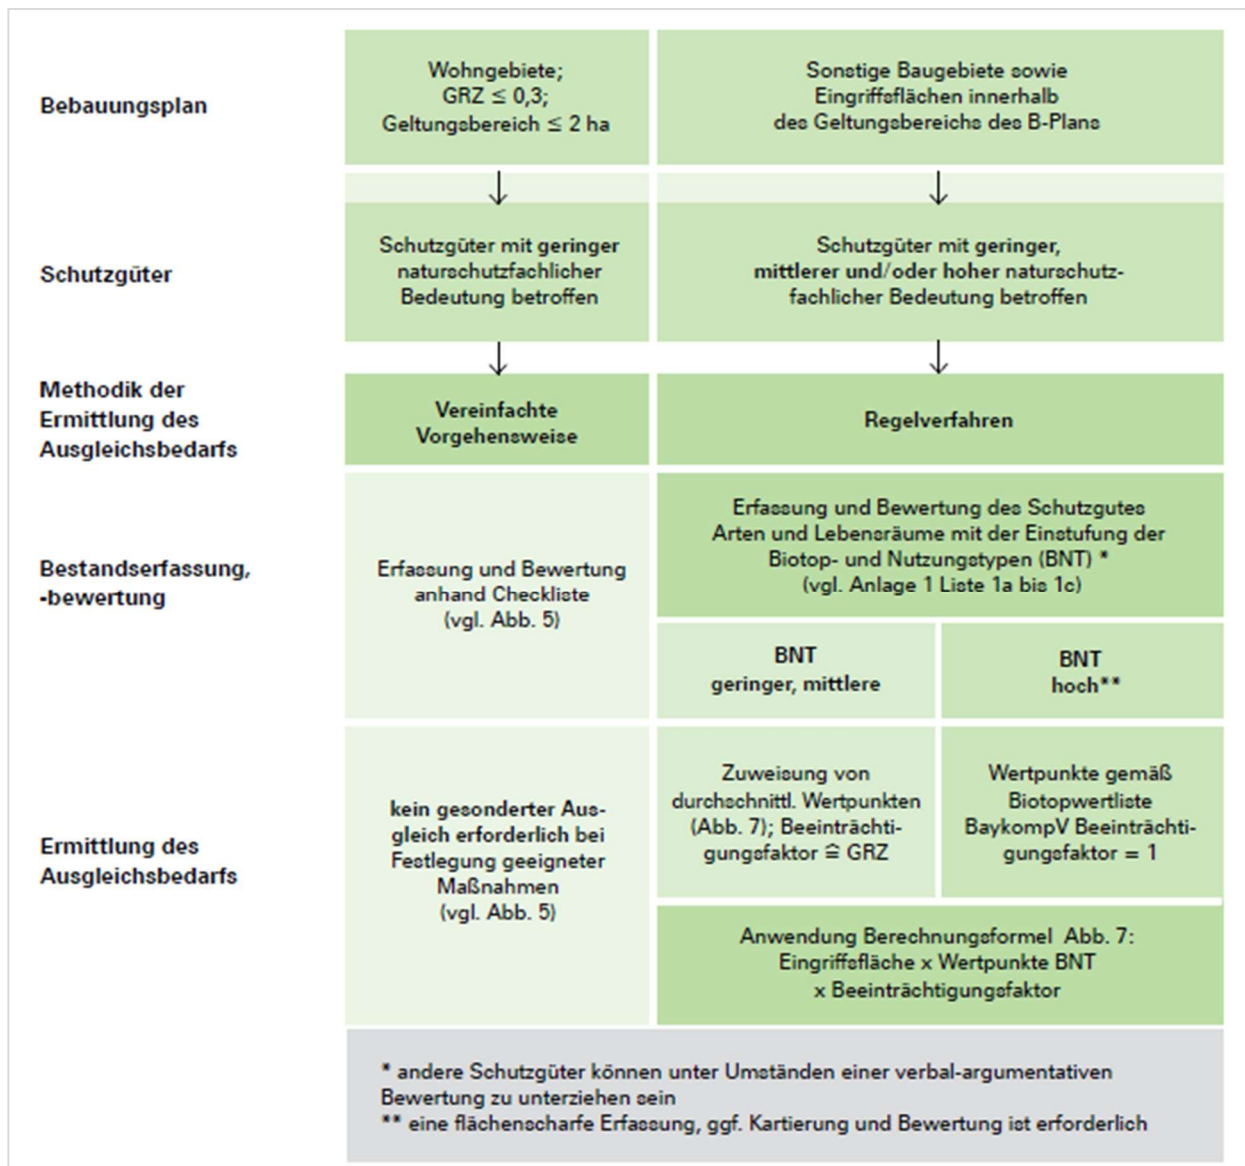 Bebauungsplan
Wohngebiete;
GRZ ≤ 0,3;
Geltungsbereich ≤ 2 ha
Sonstige Baugebiete sowie
Eingriffsflächen innerhalb
des Geltungsbereichs des B-Plans
Schutzgüter
Schutzgüter mit geringer
naturschutzfachlicher
Bedeutung betroffen
Schutzgüter mit geringer,
mittlerer und/oder hoher naturschutz-
fachlicher Bedeutung betroffen
Methodik der
Ermittlung des
Ausgleichsbedarfs
Vereinfachte
Vorgehensweise
Regelverfahren
Bestandserfassung,
-bewertung
Erfassung und Bewertung
anhand Checkliste
(vgl. Abb. 5)
Erfassung und Bewertung des Schutzgutes
Arten und Lebensräume mit der Einstufung der
Biotop- und Nutzungstypen (BNT) *
(vgl. Anlage 1 Liste 1a bis 1c)
BNT
geringer, mittlere
BNT
hoch**
Ermittlung des
Ausgleichsbedarfs
kein gesonderter Aus-
gleich erforderlich bei
Festlegung geeigneter
Maßnahmen
(vgl. Abb. 5)
Zuweisung von
durchschnittl. Wertpunkten
(Abb. 7); Beeinträchti-
gungsfaktor ≙ GRZ
Wertpunkte gemäß
Biotopwertliste
BaykompV Beeinträchti-
gungsfaktor = 1
Anwendung Berechnungsformel Abb. 7:
Eingriffsfläche x Wertpunkte BNT
x Beeinträchtigungsfaktor
* andere Schutzgüter können unter Umständen einer verbal-argumentativen
Bewertung zu unterziehen sein
** eine flächenscharfe Erfassung, ggf. Kartierung und Bewertung ist erforderlich